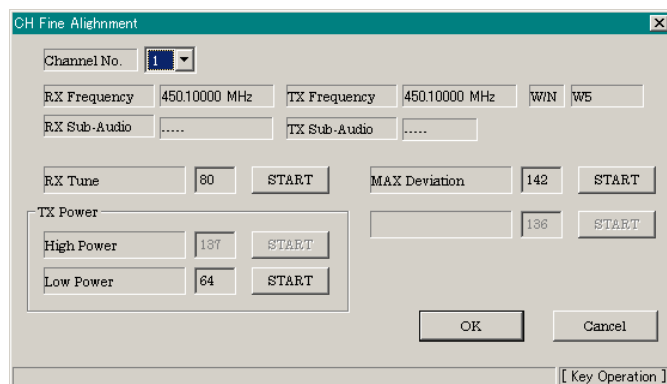 CH Fine Alighnment
Channel No. 1
RX Frequency 450.10000 MHz TX Frequency 450.10000 MHz W/N W5
RX Sub-Audio ..... TX Sub-Audio .....
RX Tune 80 START MAX Deviation 142 START
TX Power 136 START
High Power 137 START
Low Power 64 START
OK Cancel
[ Key Operation ]